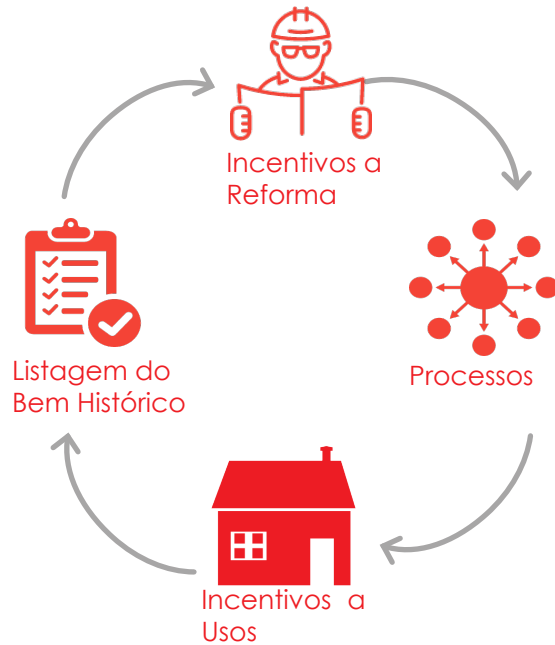 Incentivos a
Reforma
Listagem do
Bem Histórico
Processos
Incentivos a
Usos